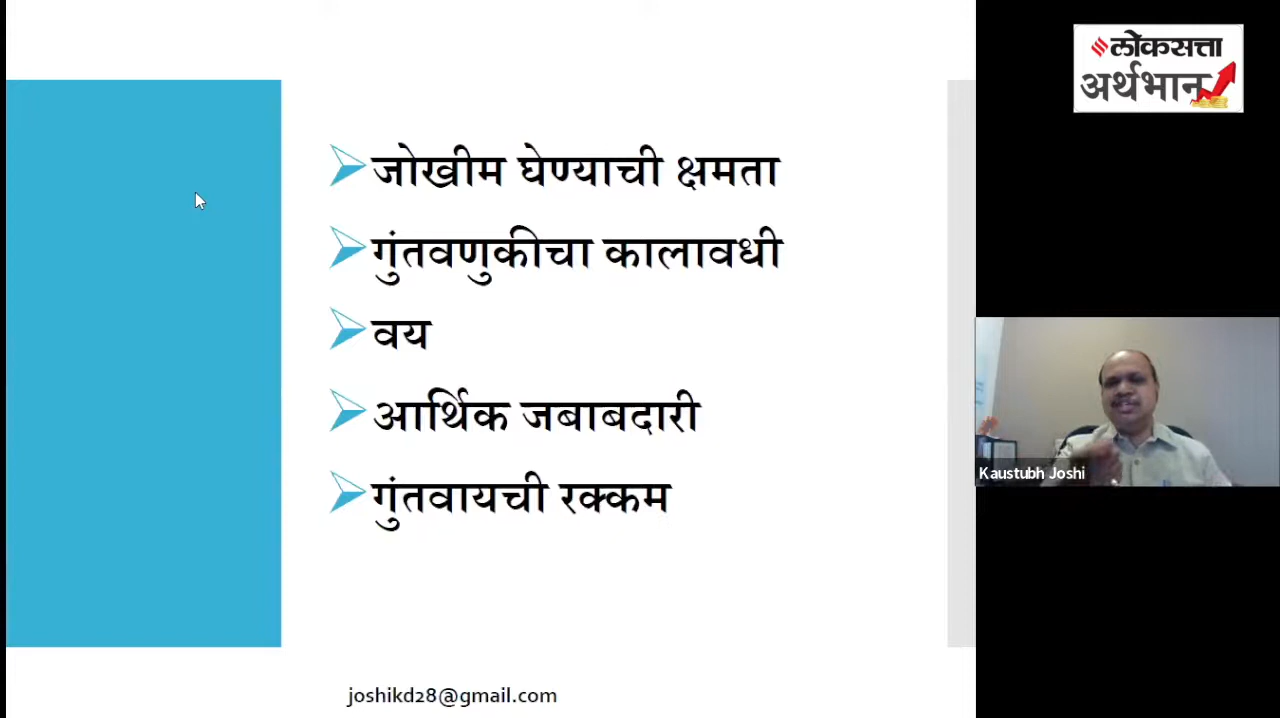 लोकसत्ता
अर्थभान
जोखीम घेण्याची क्षमता
गुंतवणुकीचा कालावधी
वय
आर्थिक जबाबदारी
गुंतवायची रक्कम
Kaustubh Joshi
joshikd28@gmail.com